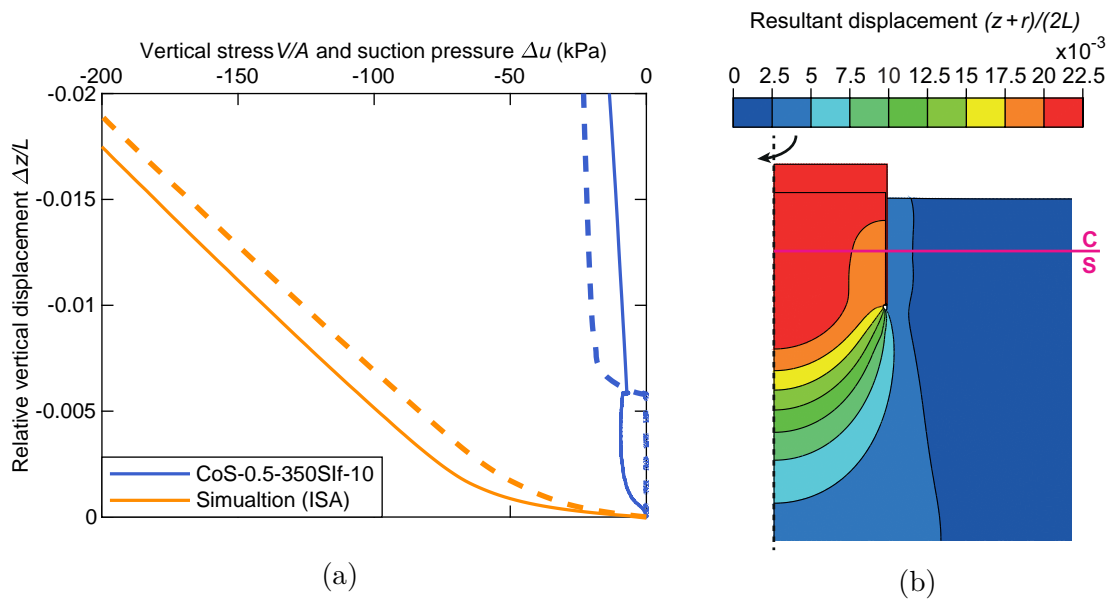 Vertical stress V/A and suction pressure Δu (kPa)
-200 -150 -100 -50 0
-0.02
-0.015
-0.01
-0.005
0
Relative vertical displacement Δz/L
CoS-0.5-350SIf-10
Simualtion (ISA)
(a)
Resultant displacement (z+r)/(2L)
x10-3
0 2.5 5 7.5 10 12.5 15 17.5 20 22.5
C
S
(b)